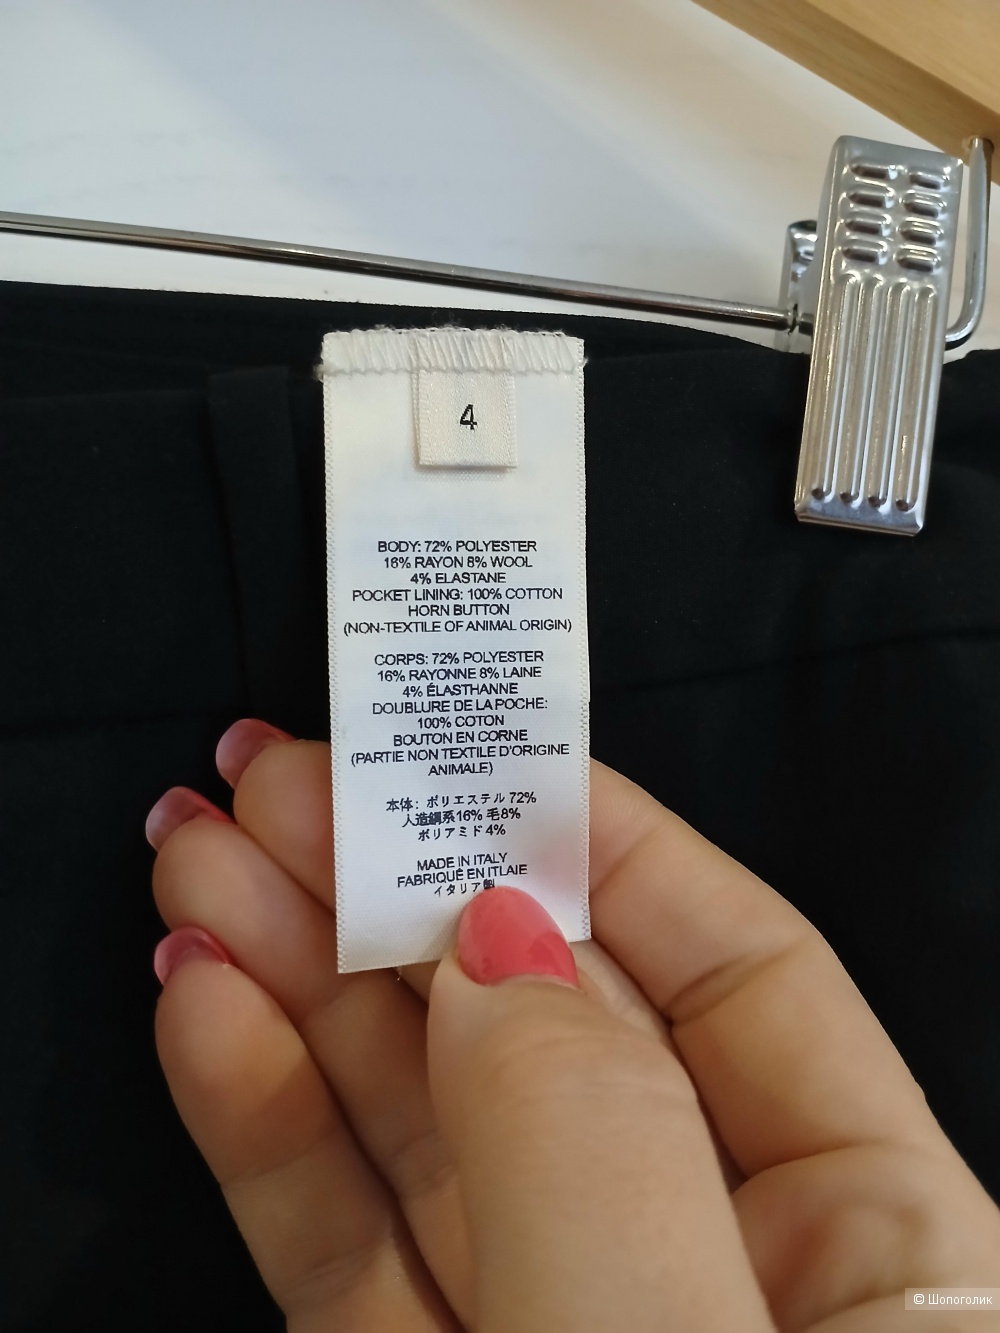 4
BODY: 72% POLYESTER
16% RAYON 8% WOOL
4% ELASTANE
POCKET LINING: 100% COTTON
HORN BUTTON
(NON-TEXTILE OF ANIMAL ORIGIN)
CORPS: 72% POLYESTER
16% RAYONNE 8% LAINE
4% ÉLASTHANNE
DOUBLURE DE LA POCHE:
100% COTON
BOUTON EN CORNE
(PARTIE NON TEXTILE D'ORIGINE
ANIMALE)
本体: ポリエステル 72%
人造絹系16% 毛8%
ポリアミド 4%
MADE IN ITALY
FABRIQUÉ EN ITLAIE
イタリア製
© Шопоголик